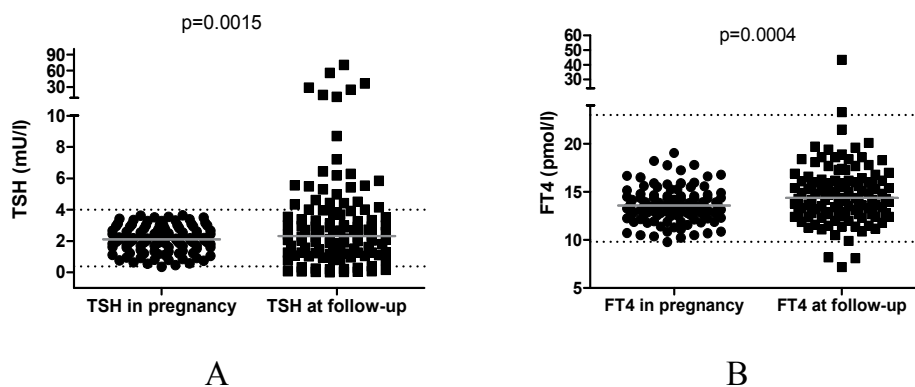 p=0.0015
90
60
30
10
8
6
4
2
0
TSH (mU/l)
TSH in pregnancy
TSH at follow-up
A
p=0.0004
60
50
40
30
20
15
10
5
FT4 (pmol/l)
FT4 in pregnancy
FT4 at follow-up
B